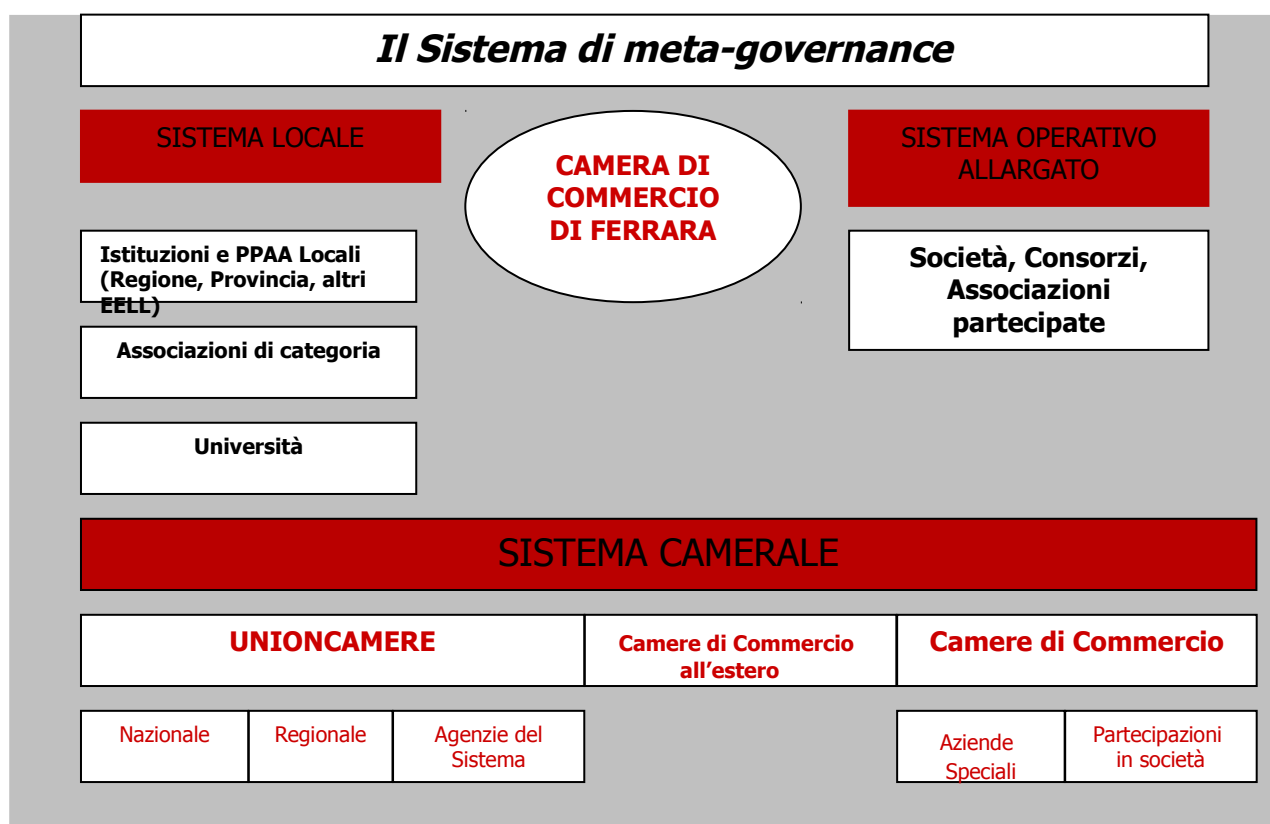 Il Sistema di meta-governance
SISTEMA LOCALE
CAMERA DI
COMMERCIO
DI FERRARA
SISTEMA OPERATIVO
ALLARGATO
Istituzioni e PPAA Locali
(Regione, Provincia, altri
EELL)
Associazioni di categoria
Università
Società, Consorzi,
Associazioni
partecipate
SISTEMA CAMERALE
UNIONCAMERE
Camere di Commercio
all’estero
Camere di Commercio
Nazionale
Regionale
Agenzie del
Sistema
Aziende
Speciali
Partecipazioni
in società